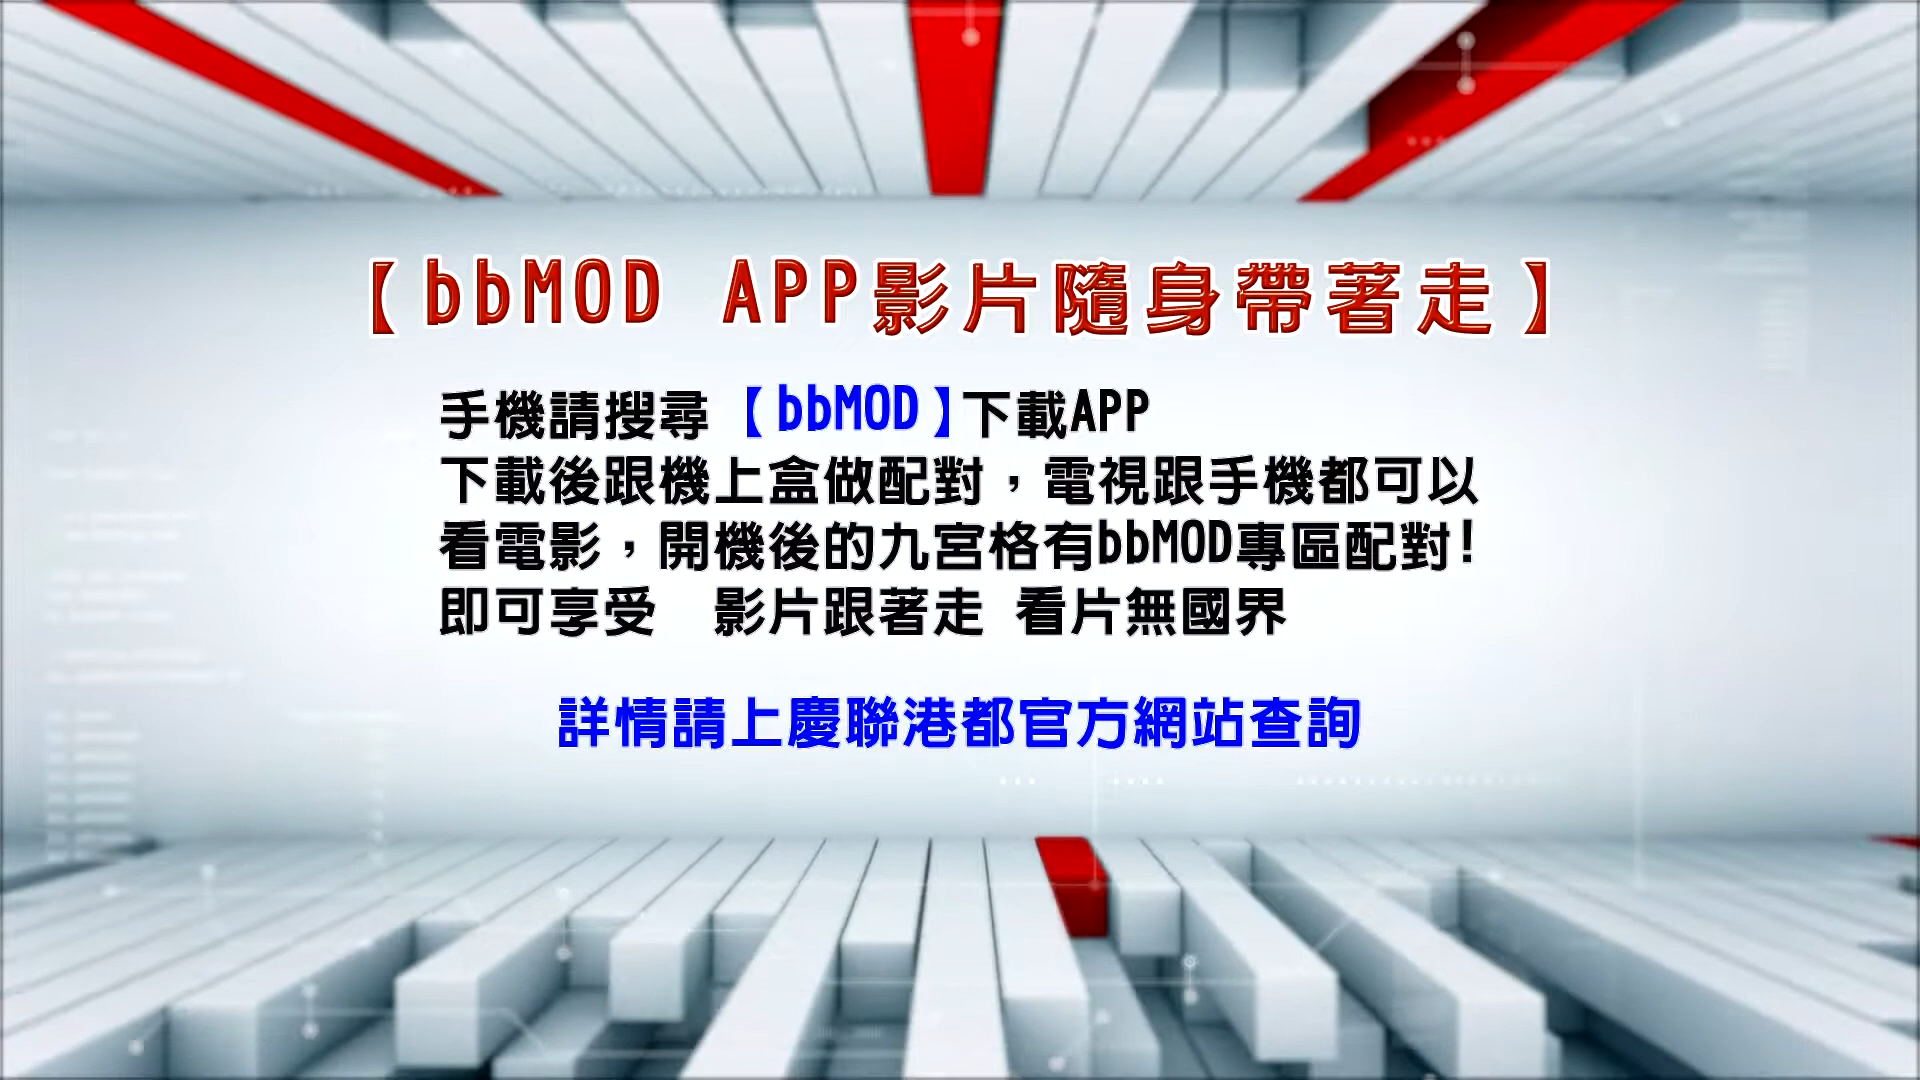 【bbMOD APP影片隨身帶著走】
手機請搜尋【bbMOD】下載APP
下載後跟機上盒做配對，電視跟手機都可以
看電影，開機後的九宮格有bbMOD專區配對!
即可享受　影片跟著走 看片無國界
詳情請上慶聯港都官方網站查詢